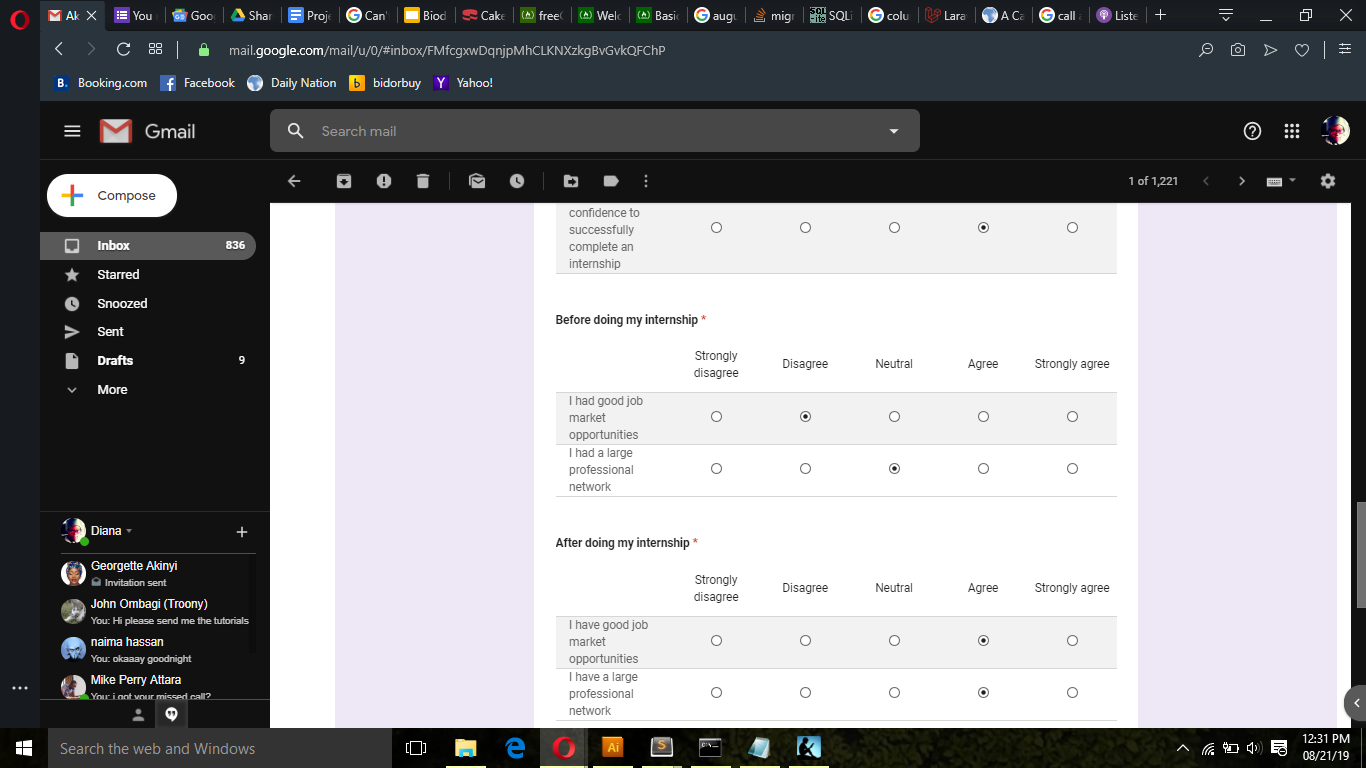 Ak
You
Goo
Shar
Proje
Can'
Biod
Cake
free(
Welc
Basic
augu
migr
SQLi
colu
Lara
A Ca
call a
Liste
mail.google.com/mail/u/0/#inbox/FMfcgxwDqnjpMhCLKNXzkgBvGvkQFChP
Booking.com Facebook Daily Nation bidorbuy Yahoo!
Gmail
Search mail
Compose
1 of 1,221
Inbox 836
Starred
Snoozed
Sent
Drafts 9
More
confidence to
successfully
complete an
internship
Before doing my internship *
Strongly
disagree
Disagree
Neutral
Agree
Strongly agree
I had good job
market
opportunities
I had a large
professional
network
After doing my internship *
Strongly
disagree
Disagree
Neutral
Agree
Strongly agree
I have good job
market
opportunities
I have a large
professional
network
Diana
Georgette Akinyi
Invitation sent
John Ombagi (Troony)
You: Hi please send me the tutorials
naima hassan
You: okaaay goodnight
Mike Perry Attara
You: i got your missed call?
Search the web and Windows
12:31 PM
08/21/19